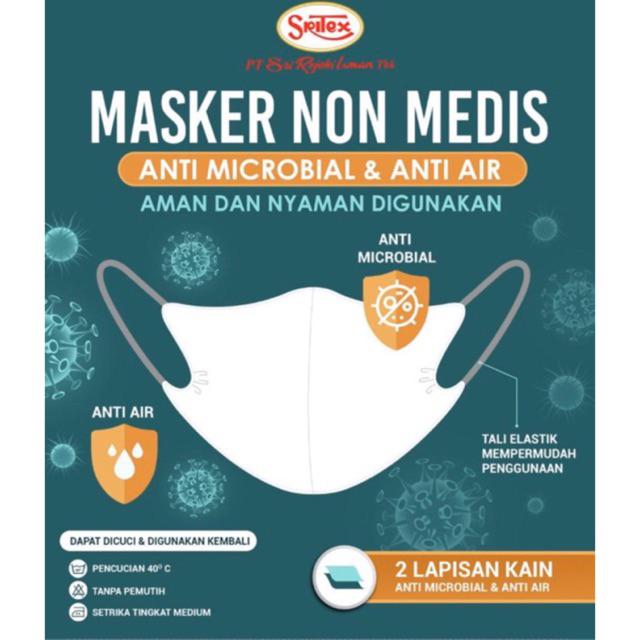 SRITEX
PT Sri Rejeki Isman Tbk
MASKER NON MEDIS
ANTI MICROBIAL & ANTI AIR
AMAN DAN NYAMAN DIGUNAKAN
ANTI
MICROBIAL
ANTI AIR
TALI ELASTIK
MEMPERMUDAH
PENGGUNAAN
DAPAT DICUCI & DIGUNAKAN KEMBALI
PENCUCIAN 40⁰ C
TANPA PEMUTIH
SETRIKA TINGKAT MEDIUM
2 LAPISAN KAIN
ANTI MICROBIAL & ANTI AIR